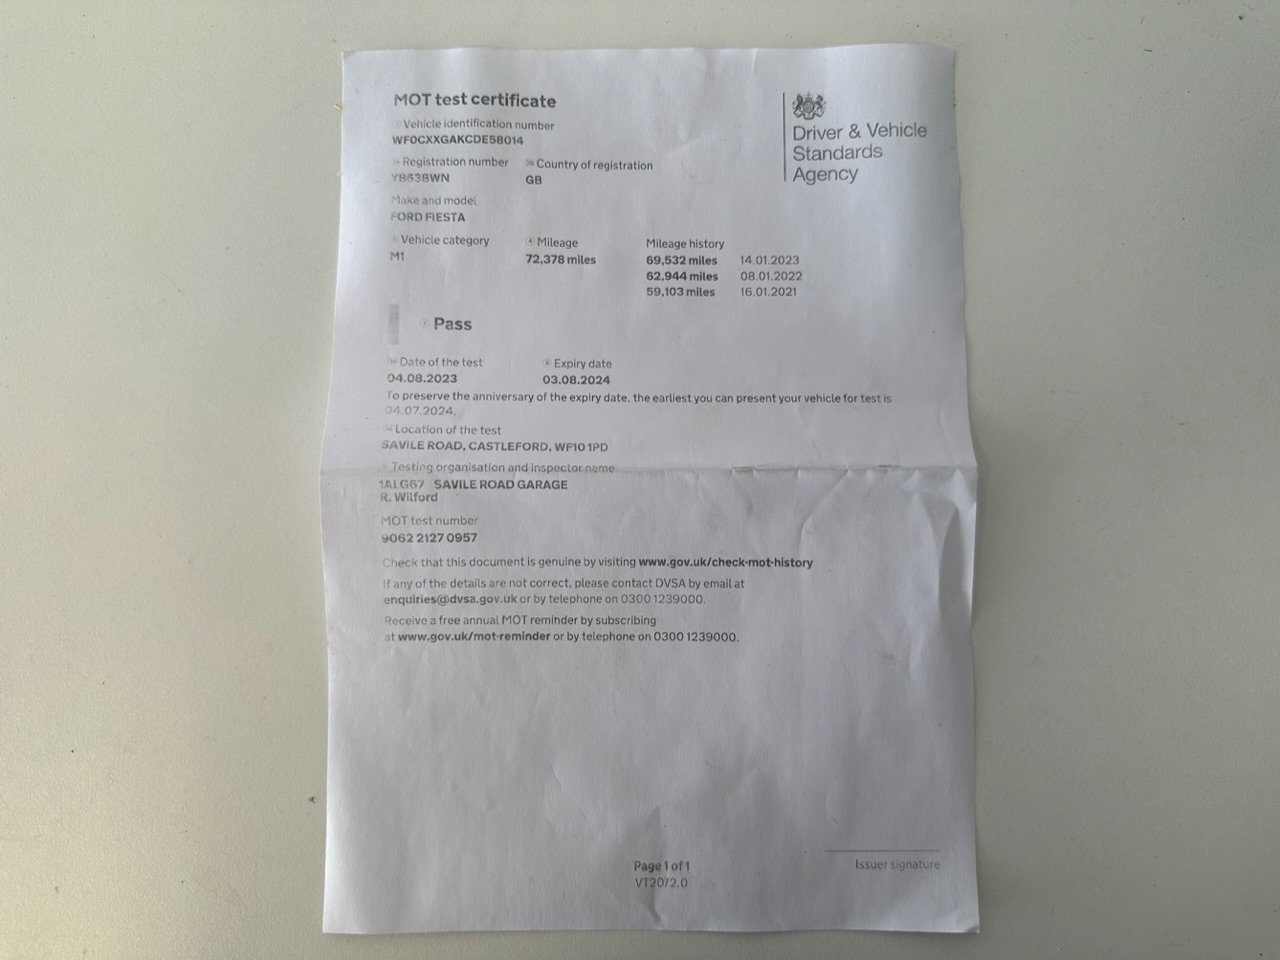 MOT test certificate
Driver & Vehicle
Standards
Agency
Vehicle identification number
WF0CXXGAKCDE58014
Registration number Country of registration
YB63BWN GB
Make and model
FORD FIESTA
Vehicle category Mileage Mileage history
M1 72,378 miles 69,532 miles 14.01.2023
62,944 miles 08.01.2022
59,103 miles 16.01.2021
Pass
Date of the test Expiry date
04.08.2023 03.08.2024
To preserve the anniversary of the expiry date, the earliest you can present your vehicle for test is
04.07.2024.
Location of the test
SAVILE ROAD, CASTLEFORD, WF10 1PD
Testing organisation and inspector name
1ALG67 SAVILE ROAD GARAGE
R. Wilford
MOT test number
9062 2127 0957
Check that this document is genuine by visiting www.gov.uk/check-mot-history
If any of the details are not correct, please contact DVSA by email at
enquiries@dvsa.gov.uk or by telephone on 0300 1239000.
Receive a free annual MOT reminder by subscribing
at www.gov.uk/mot-reminder or by telephone on 0300 1239000.
Issuer signature
Page 1 of 1
VT20/2.0